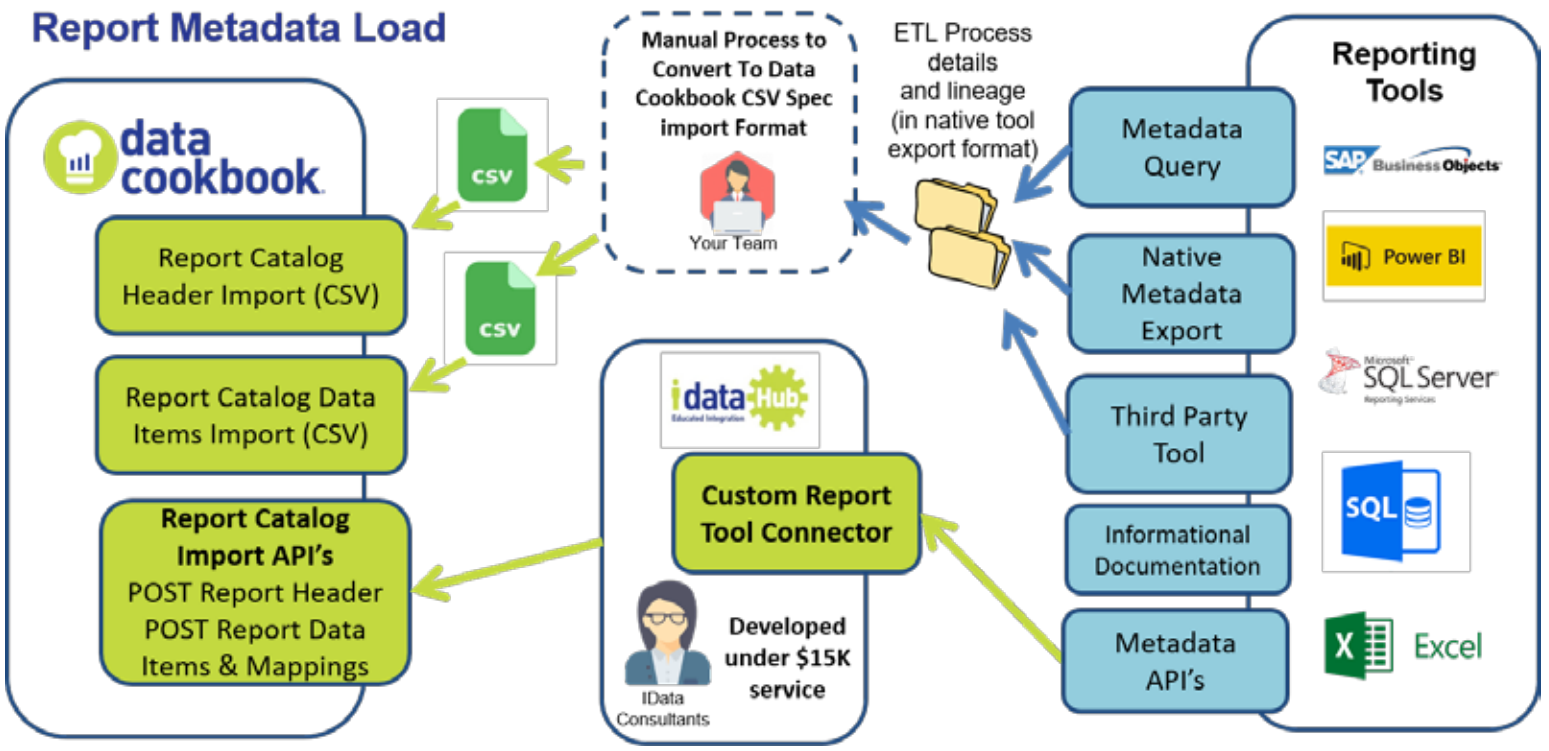 Report Metadata Load
data
cookbook
Report Catalog
Header Import (CSV)
Report Catalog Data
Items Import (CSV)
Report Catalog
Import API's
POST Report Header
POST Report Data
Items & Mappings
CSV
CSV
Manual Process to
Convert To Data
Cookbook CSV Spec
import Format
Your Team
ETL Process
details
and lineage
(in native tool
export format)
idata Hub
Educated Integration
Custom Report
Tool Connector
Developed
under $15K
service
IData
Consultants
Metadata
Query
Native
Metadata
Export
Third Party
Tool
Informational
Documentation
Metadata
API's
Reporting
Tools
SAP BusinessObjects
Power BI
Microsoft
SQL Server
Reporting Services
SQL
X Excel